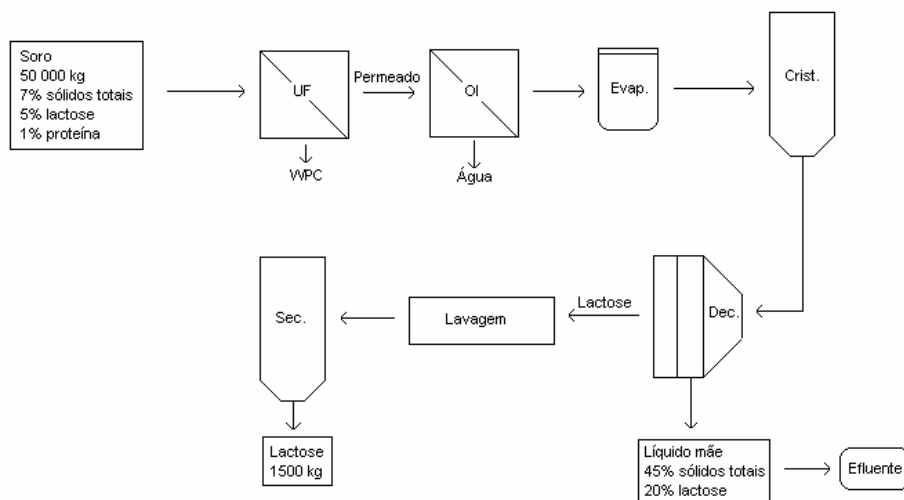 Soro
50 000 kg
7% sólidos totais
5% lactose
1% proteína
UF
Permeado
OI
Evap.
Crist.
WPC
Água
Sec.
Lavagem
Lactose
Dec.
Lactose
1500 kg
Líquido mãe
45% sólidos totais
20% lactose
Efluente